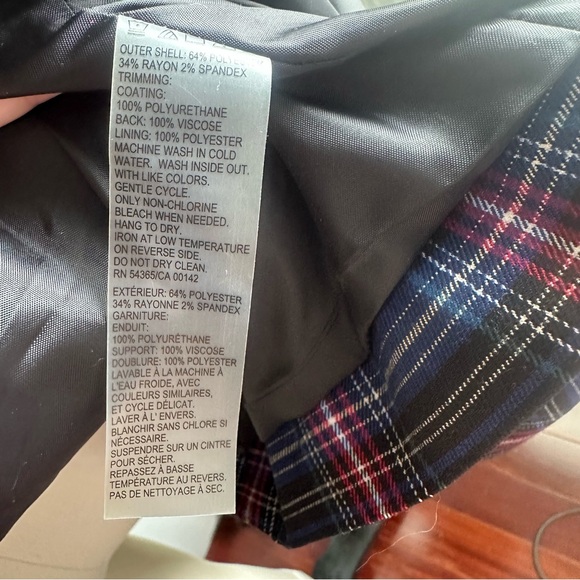 OUTER SHELL: 64%
34% RAYON 2% SPANDEX
TRIMMING:
COATING:
100% POLYURETHANE
BACK: 100% VISCOSE
LINING: 100% POLYESTER
MACHINE WASH IN COLD
WATER. WASH INSIDE OUT.
WITH LIKE COLORS.
GENTLE CYCLE.
ONLY NON-CHLORINE
BLEACH WHEN NEEDED.
HANG TO DRY.
IRON AT LOW TEMPERATURE
ON REVERSE SIDE.
DO NOT DRY CLEAN.
RN 54365/CA 00142
EXTÉRIEUR: 64% POLYESTER
34% RAYONNE 2% SPANDEX
GARNITURE:
ENDUIT:
100% POLYURÉTHANE
SUPPORT: 100% VISCOSE
DOUBLURE: 100% POLYESTER
LAVABLE À LA MACHINE À
L'EAU FROIDE, AVEC
COULEURS SIMILAIRES,
ET CYCLE DÉLICAT.
LAVER À L' ENVERS.
BLANCHIR SANS CHLORE SI
NÉCESSAIRE.
SUSPENDRE SUR UN CINTRE
POUR SÉCHER.
REPASSEZ À BASSE
TEMPÉRATURE AU REVERS.
PAS DE NETTOYAGE À SEC.